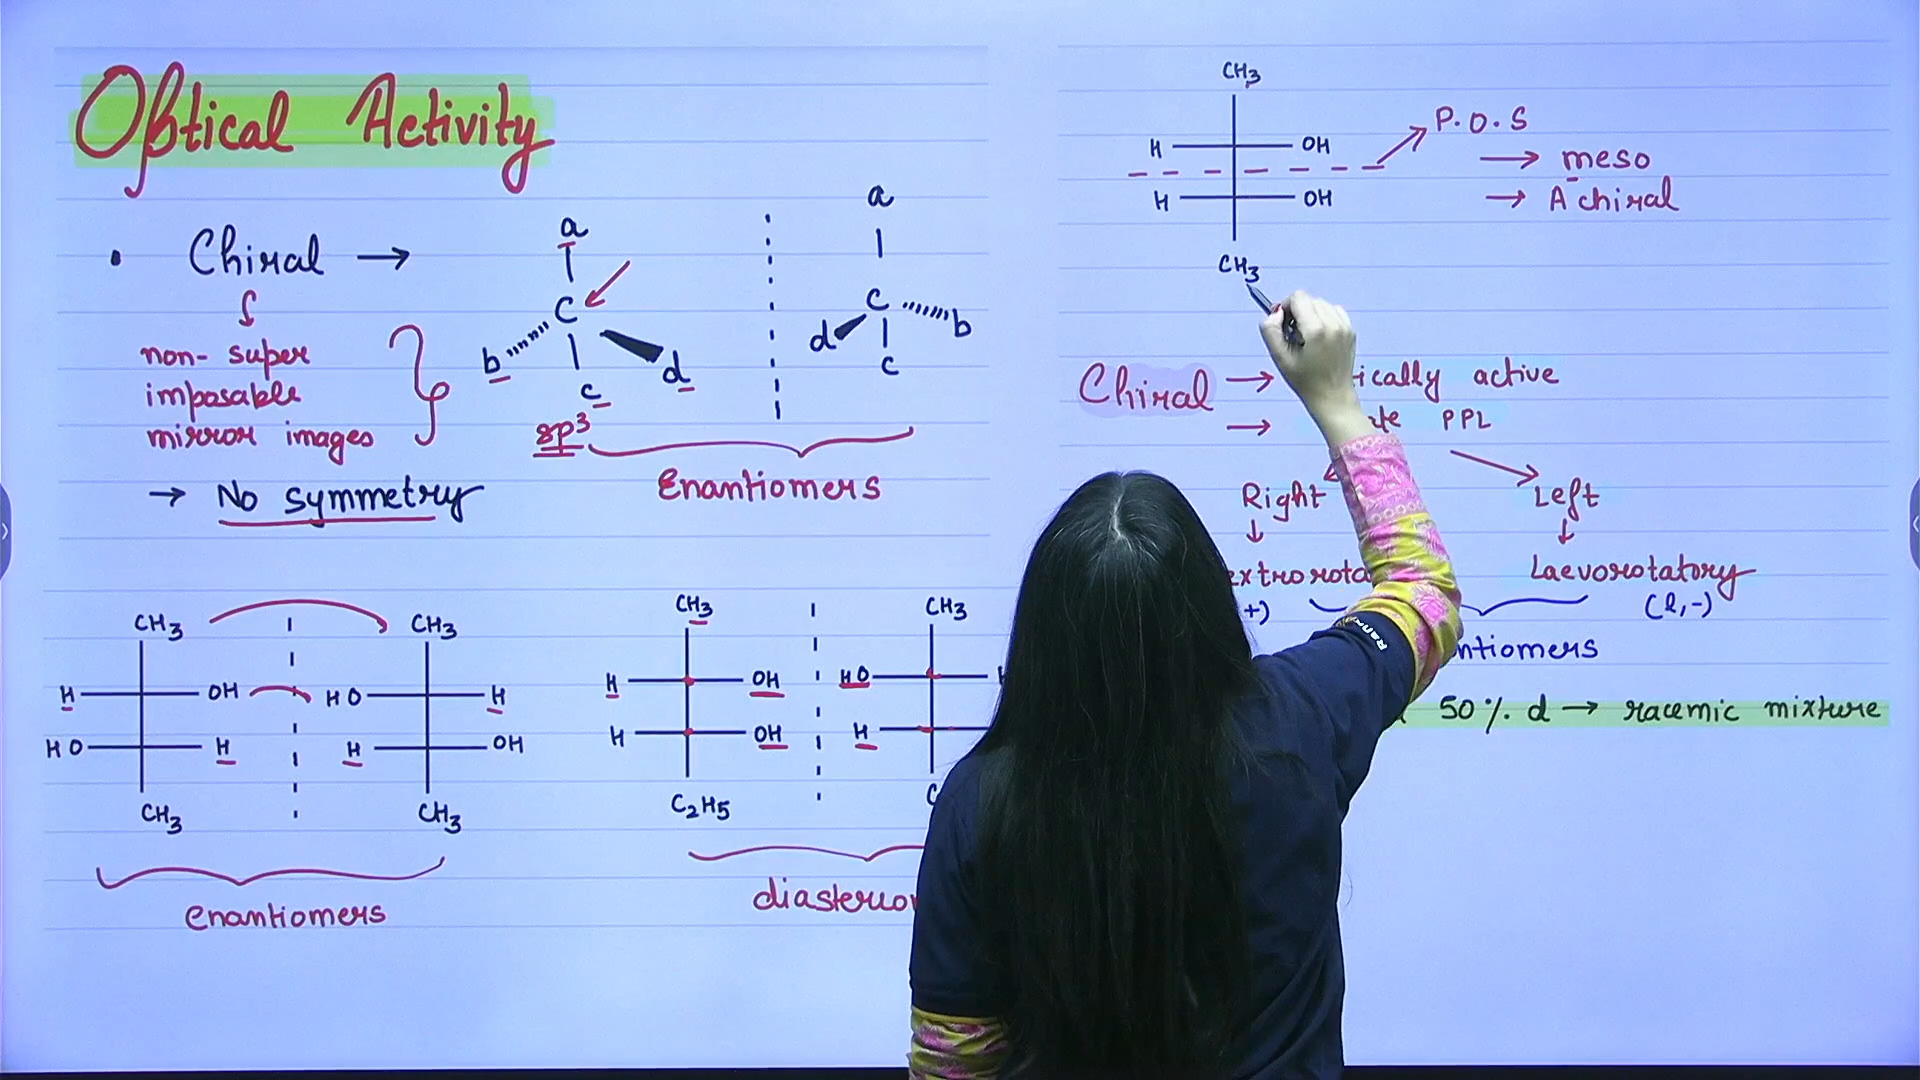 Optical Activity
• Chiral →
non-super
imposable
mirror images
→ No symmetry
a
C
b
d
c
sp3
a
C
d
b
c
Enantiomers
CH3
H OH
HO H
CH3
CH3
HO H
H OH
CH3
enantiomers
CH3
H OH
H OH
C2H5
CH3
HO
H
CH3
H OH
H OH
CH3
P.O.S
→ meso
→ Achiral
Chiral → active
→ PPL
Right
Left
Laevorotatory
(l,-)
50% d → racemic mixture